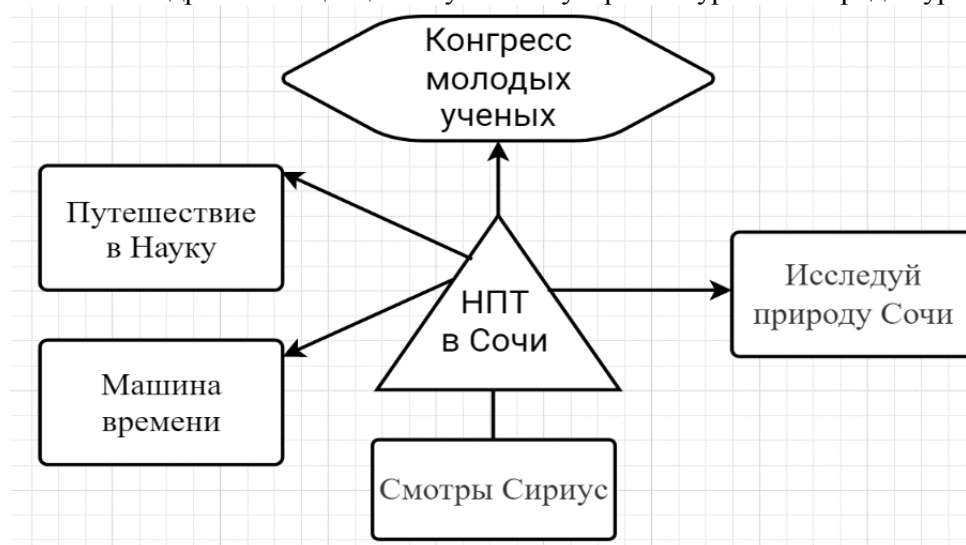 Конгресс
молодых
ученых
Путешествие
в Науку
НПТ
в Сочи
Исследуй
природу Сочи
Машина
времени
Смотры Сириус